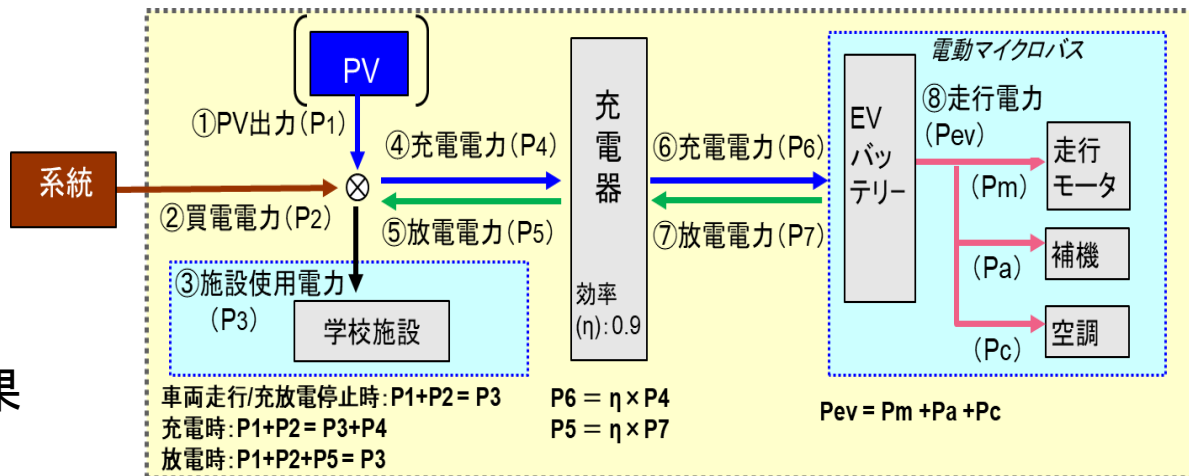 PV
①PV出力(P1)
系統
②買電電力(P2)
③施設使用電力
(P3)
学校施設
④充電電力(P4)
⑤放電電力(P5)
充電器
効率
(η):0.9
⑥充電電力(P6)
⑦放電電力(P7)
電動マイクロバス
EV
バッ
テリー
⑧走行電力
(Pev)
(Pm)
走行
モータ
(Pa)
補機
(Pc)
空調
果
車両走行/充放電停止時:P1+P2= P3
充電時:P1+P2= P3+P4
放電時:P1+P2+P5= P3
P6 = η×P4
P5 = η×P7
Pev = Pm +Pa +Pc